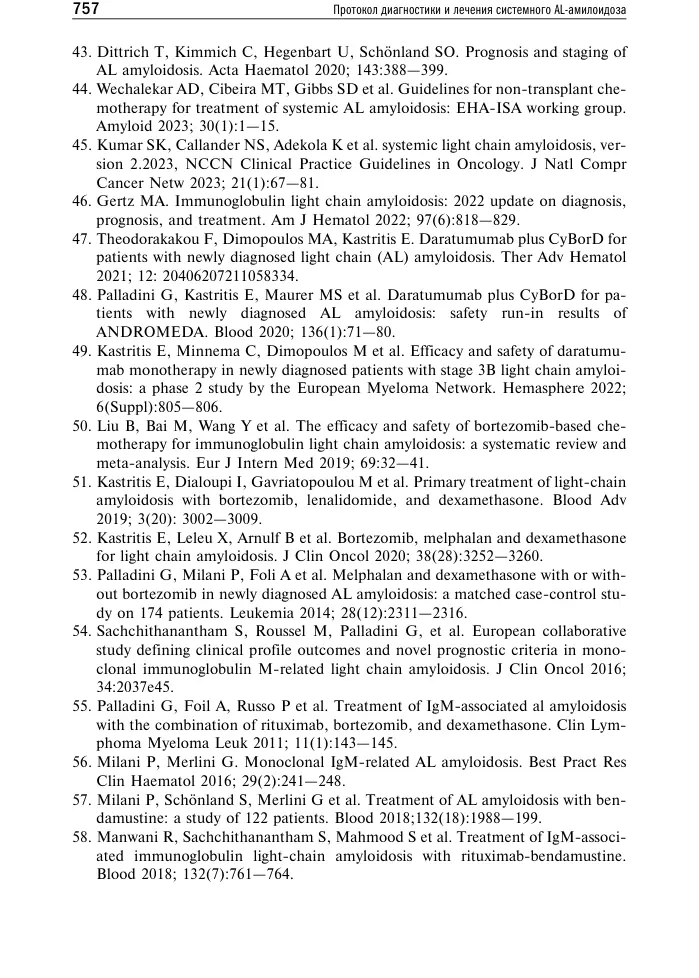 757 Протокол диагностики и лечения системного AL-амилоидоза
43. Dittrich T, Kimmich C, Hegenbart U, Schönland SO. Prognosis and staging of
AL amyloidosis. Acta Haematol 2020; 143:388—399.
44. Wechalekar AD, Cibeira MT, Gibbs SD et al. Guidelines for non-transplant che-
motherapy for treatment of systemic AL amyloidosis: EHA-ISA working group.
Amyloid 2023; 30(1):1—15.
45. Kumar SK, Callander NS, Adekola K et al. systemic light chain amyloidosis, ver-
sion 2.2023, NCCN Clinical Practice Guidelines in Oncology. J Natl Compr
Cancer Netw 2023; 21(1):67—81.
46. Gertz MA. Immunoglobulin light chain amyloidosis: 2022 update on diagnosis,
prognosis, and treatment. Am J Hematol 2022; 97(6):818—829.
47. Theodorakakou F, Dimopoulos MA, Kastritis E. Daratumumab plus CyBorD for
patients with newly diagnosed light chain (AL) amyloidosis. Ther Adv Hematol
2021; 12: 20406207211058334.
48. Palladini G, Kastritis E, Maurer MS et al. Daratumumab plus CyBorD for pa-
tients with newly diagnosed AL amyloidosis: safety run-in results of
ANDROMEDA. Blood 2020; 136(1):71—80.
49. Kastritis E, Minnema C, Dimopoulos M et al. Efficacy and safety of daratumu-
mab monotherapy in newly diagnosed patients with stage 3B light chain amyloi-
dosis: a phase 2 study by the European Myeloma Network. Hemasphere 2022;
6(Suppl):805—806.
50. Liu B, Bai M, Wang Y et al. The efficacy and safety of bortezomib-based che-
motherapy for immunoglobulin light chain amyloidosis: a systematic review and
meta-analysis. Eur J Intern Med 2019; 69:32—41.
51. Kastritis E, Dialoupi I, Gavriatopoulou M et al. Primary treatment of light-chain
amyloidosis with bortezomib, lenalidomide, and dexamethasone. Blood Adv
2019; 3(20): 3002—3009.
52. Kastritis E, Leleu X, Arnulf B et al. Bortezomib, melphalan and dexamethasone
for light chain amyloidosis. J Clin Oncol 2020; 38(28):3252—3260.
53. Palladini G, Milani P, Foli A et al. Melphalan and dexamethasone with or with-
out bortezomib in newly diagnosed AL amyloidosis: a matched case-control stu-
dy on 174 patients. Leukemia 2014; 28(12):2311—2316.
54. Sachchithanantham S, Roussel M, Palladini G, et al. European collaborative
study defining clinical profile outcomes and novel prognostic criteria in mono-
clonal immunoglobulin M-related light chain amyloidosis. J Clin Oncol 2016;
34:2037e45.
55. Palladini G, Foil A, Russo P et al. Treatment of IgM-associated al amyloidosis
with the combination of rituximab, bortezomib, and dexamethasone. Clin Lym-
phoma Myeloma Leuk 2011; 11(1):143—145.
56. Milani P, Merlini G. Monoclonal IgM-related AL amyloidosis. Best Pract Res
Clin Haematol 2016; 29(2):241—248.
57. Milani P, Schönland S, Merlini G et al. Treatment of AL amyloidosis with ben-
damustine: a study of 122 patients. Blood 2018;132(18):1988—199.
58. Manwani R, Sachchithanantham S, Mahmood S et al. Treatment of IgM-associ-
ated immunoglobulin light-chain amyloidosis with rituximab-bendamustine.
Blood 2018; 132(7):761—764.